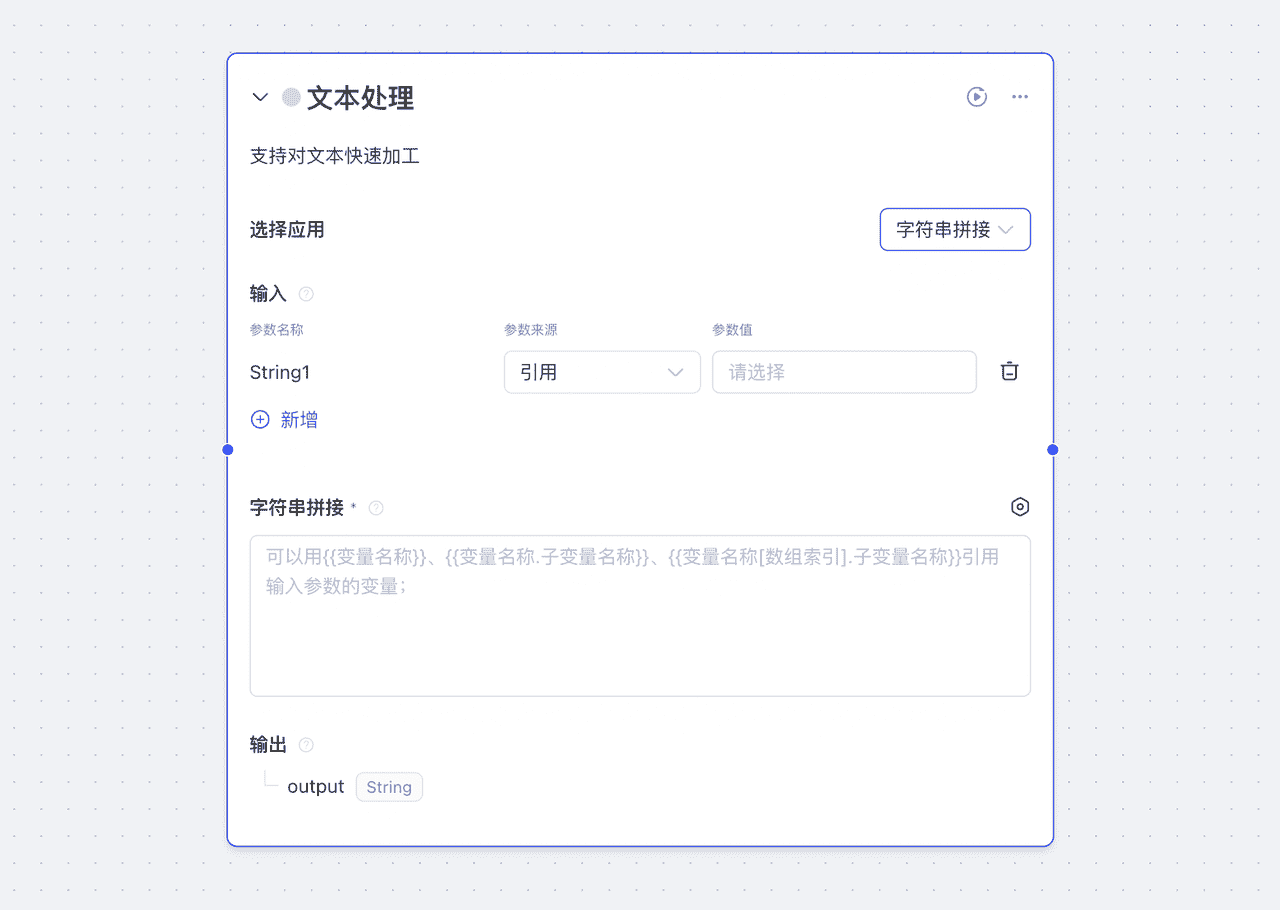 文本处理
支持对文本快速加工
选择应用
字符串拼接
输入
参数名称 参数来源 参数值
String1 引用 请选择
新增
字符串拼接 *
可以用{{变量名称}}、{{变量名称.子变量名称}}、{{变量名称[数组索引].子变量名称}}引用
输入参数的变量；
输出
output String